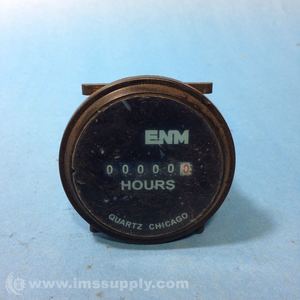 ENM
000000
HOURS
QUARTZ CHICAGO
© www.imssupply.com